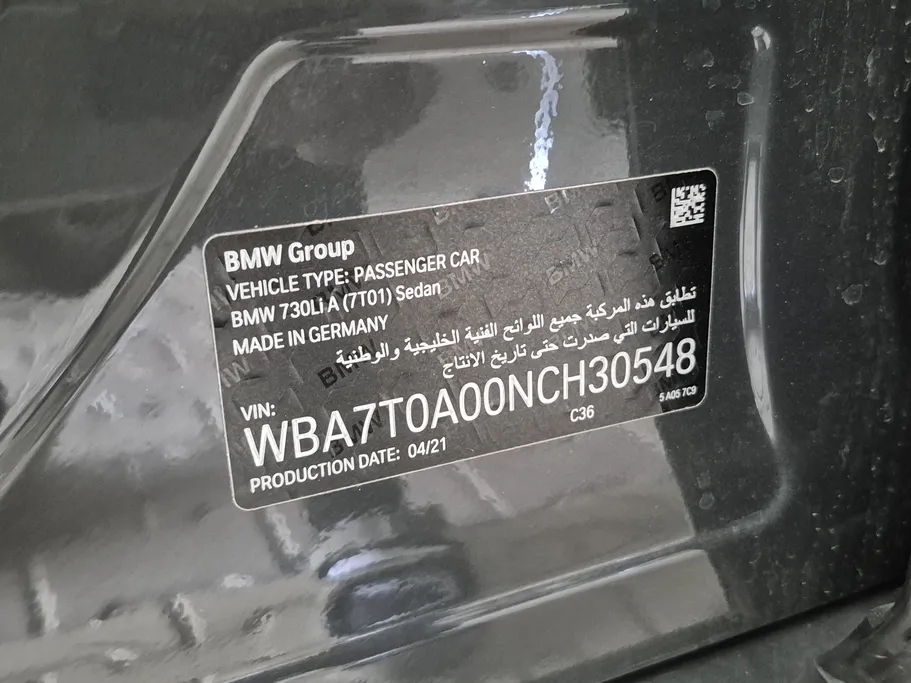 BMW Group
VEHICLE TYPE: PASSENGER CAR
BMW 730Li A (7T01) Sedan
MADE IN GERMANY
تطابق هذه المركبة جميع اللوائح الفنية الخليجية والوطنية
للسيارات التي صدرت حتى تاريخ الانتاج
VIN:
WBA7T0A00NCH30548
PRODUCTION DATE: 04/21
C36
5 A05 7C9